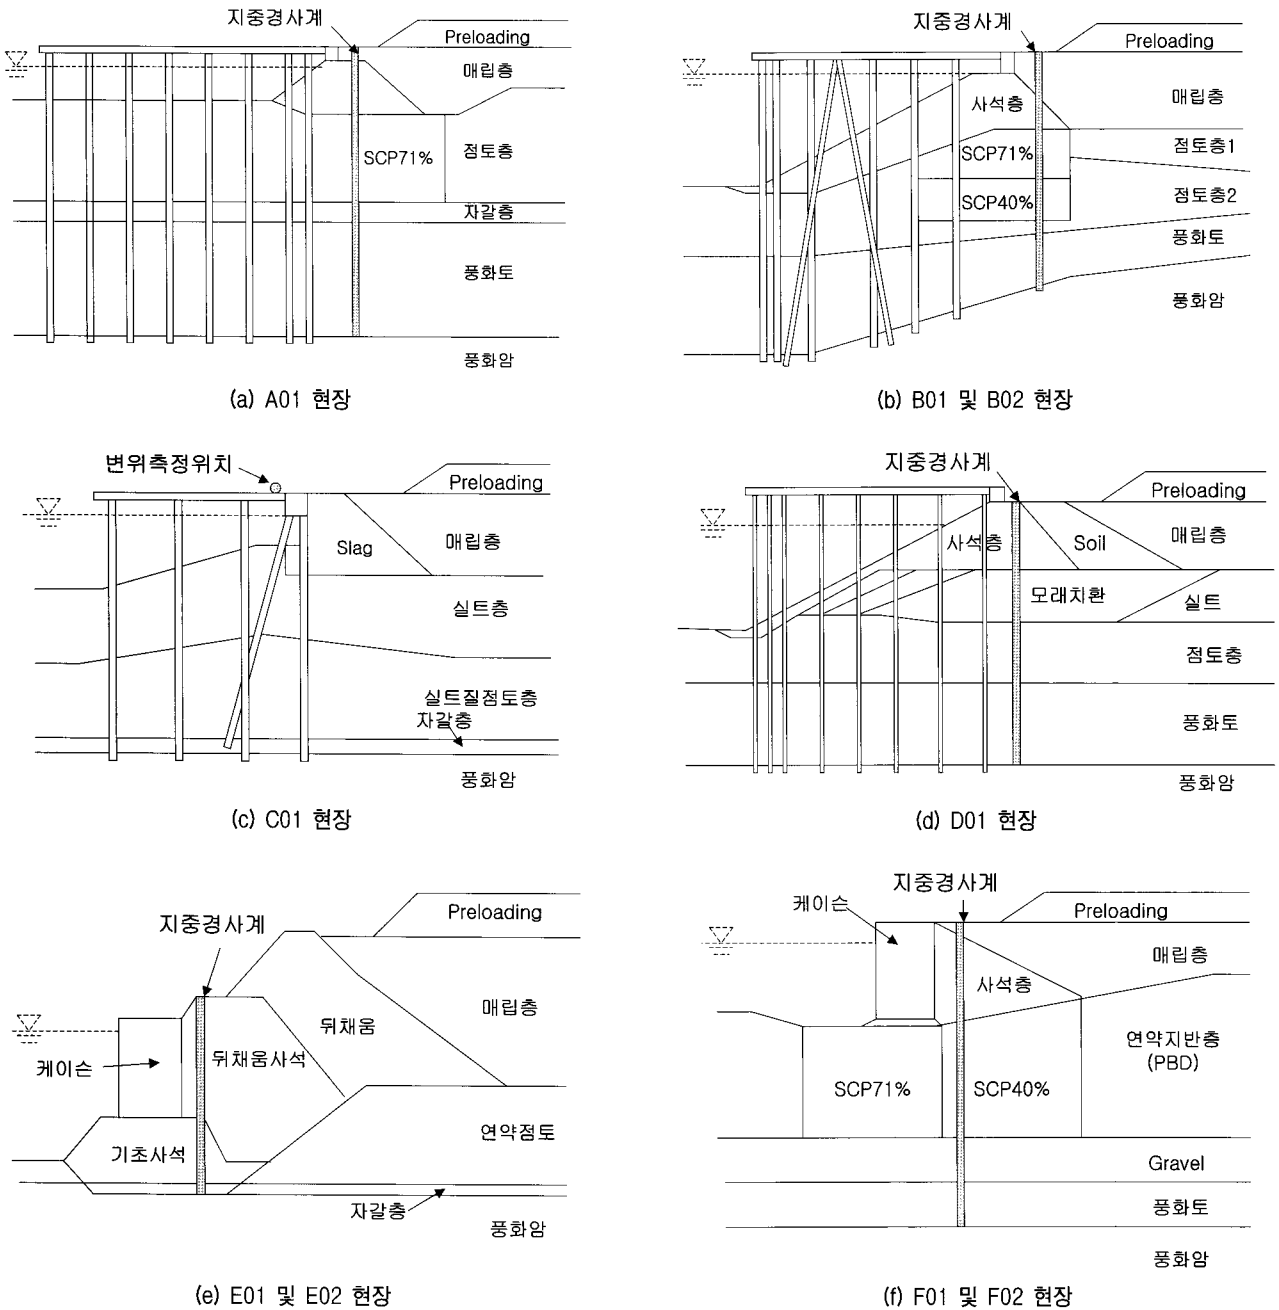 지중경사계
Preloading
매립층
점토층
SCP71%
자갈층
풍화토
풍화암
(a) A01 현장
지중경사계
Preloading
사석층
매립층
SCP71%
점토층1
SCP40%
점토층2
풍화토
풍화암
(b) B01 및 B02 현장
변위측정위치
Preloading
Slag
매립층
실트층
실트질점토층
자갈층
풍화암
(c) C01 현장
지중경사계
Preloading
사석층
Soil
매립층
모래치환
실트
점토층
풍화토
풍화암
(d) D01 현장
지중경사계
Preloading
매립층
뒤채움
뒤채움사석
케이슨
연약점토
기초사석
자갈층
풍화암
(e) E01 및 E02 현장
지중경사계
케이슨
Preloading
매립층
사석층
연약지반층
(PBD)
SCP71%
SCP40%
Gravel
풍화토
풍화암
(f) F01 및 F02 현장